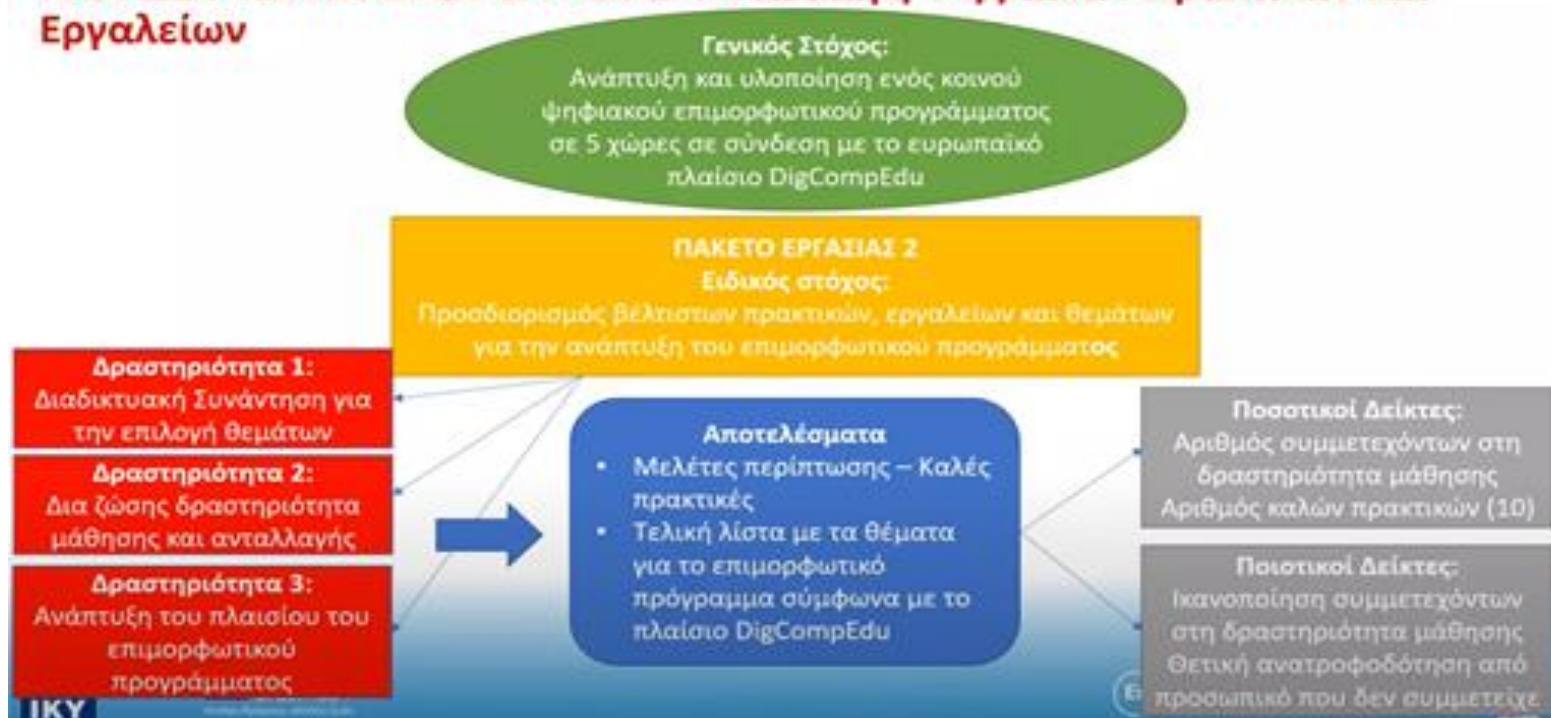 Εργαλείων
Γενικός Στόχος:
Ανάπτυξη και υλοποίηση ενός κοινού
ψηφιακού επιμορφωτικού προγράμματος
σε 5 χώρες σε σύνδεση με το ευρωπαϊκό
πλαίσιο DigCompEdu
ΠΑΚΕΤΟ ΕΡΓΑΣΙΑΣ 2
Ειδικός στόχος:
Προσδιορισμός βέλτιστων πρακτικών, εργαλείων και θεμάτων
για την ανάπτυξη του επιμορφωτικού προγράμματος
Δραστηριότητα 1:
Διαδικτυακή Συνάντηση για
την επιλογή θεμάτων
Δραστηριότητα 2:
Δια ζώσης δραστηριότητα
μάθησης και ανταλλαγής
Δραστηριότητα 3:
Ανάπτυξη του πλαισίου του
επιμορφωτικού
προγράμματος
Αποτελέσματα
• Μελέτες περίπτωσης – Καλές
πρακτικές
• Τελική λίστα με τα θέματα
για το επιμορφωτικό
πρόγραμμα σύμφωνα με το
πλαίσιο DigCompEdu
Ποσοτικοί Δείκτες:
Αριθμός συμμετεχόντων στη
δραστηριότητα μάθησης
Αριθμός καλών πρακτικών (10)
Ποιοτικοί Δείκτες:
Ικανοποίηση συμμετεχόντων
στη δραστηριότητα μάθησης
Θετική ανατροφοδότηση από
προσωπικό που δεν συμμετείχε
ΙΚΥ